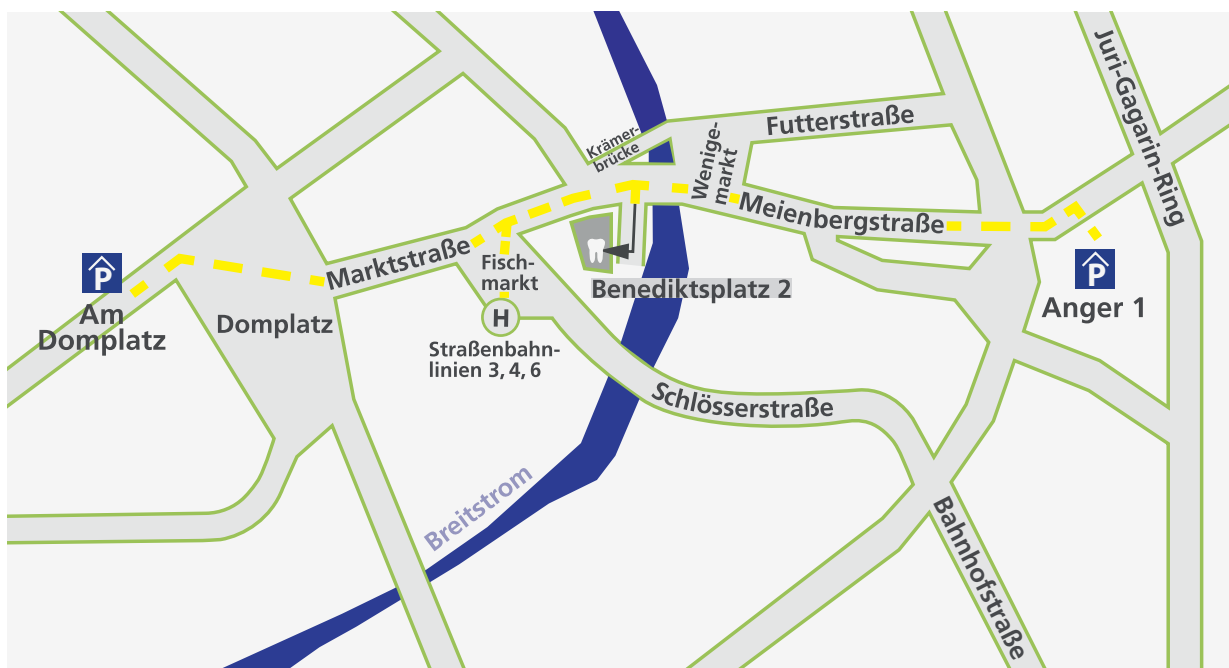 Juri-Gagarin-Ring
Futterstraße
Krämer-
brücke
Wenige-
markt
Meienbergstraße
Marktstraße
Fisch-
markt
P
Am
Domplatz
Domplatz
P
Anger 1
Benediktsplatz 2
H
Straßenbahn-
linien 3, 4, 6
Schlösserstraße
Breitstrom
Bahnhofstraße